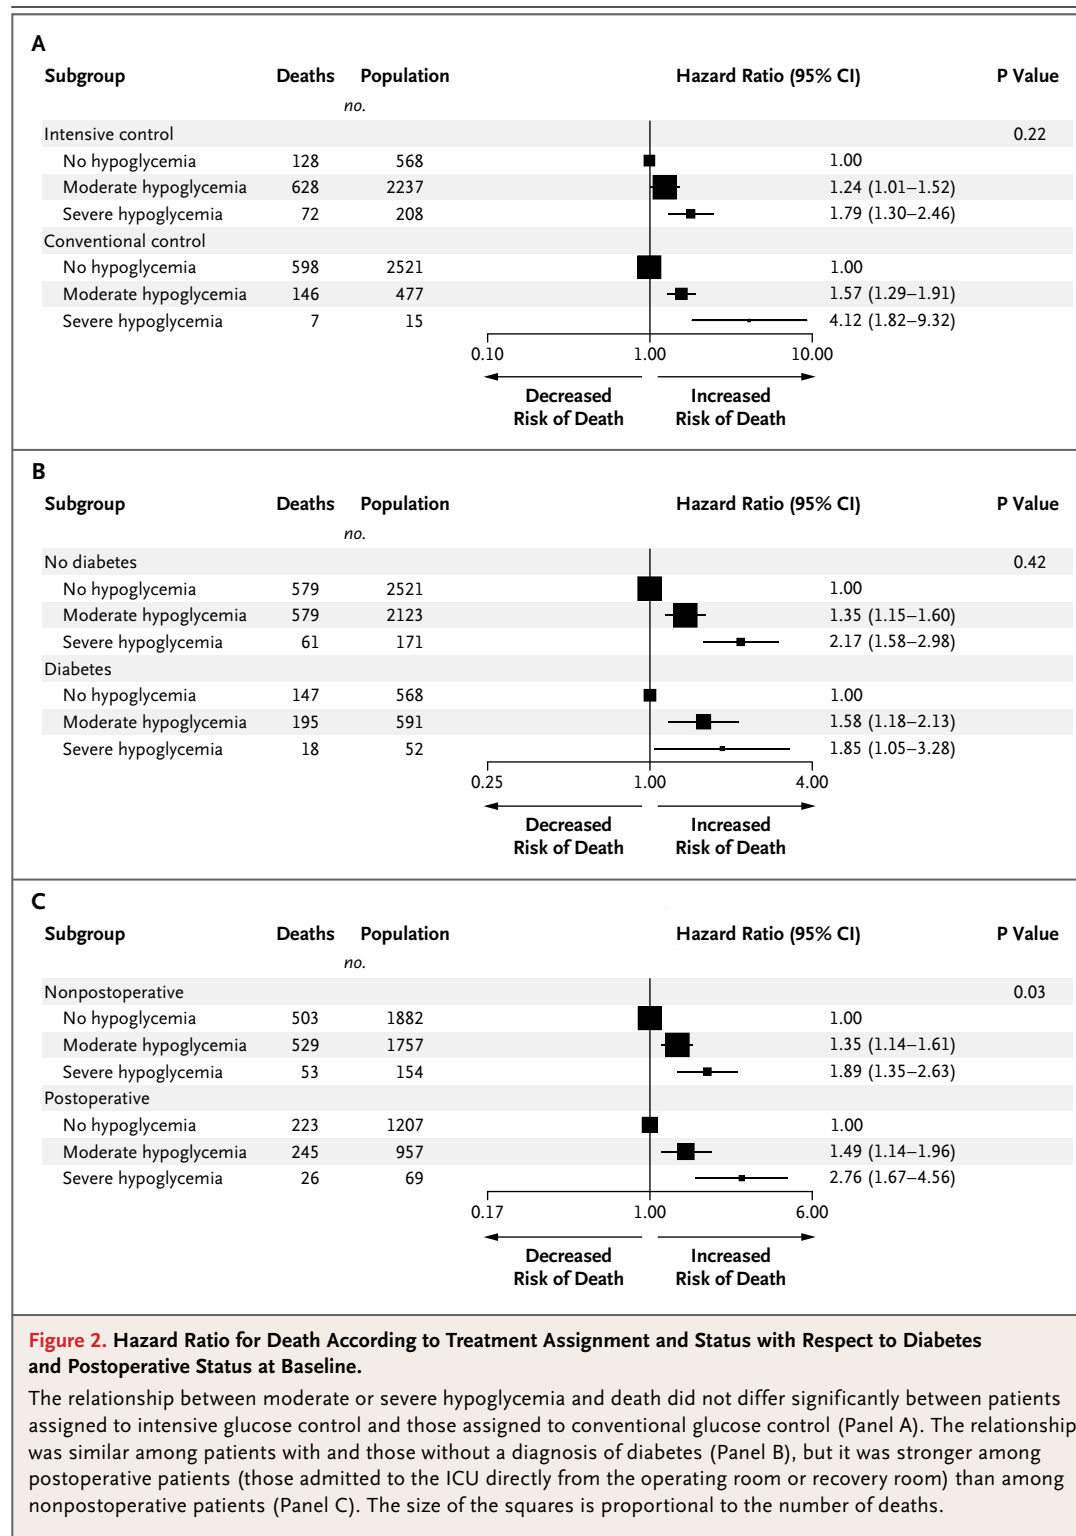 A
Subgroup Deaths Population Hazard Ratio (95% CI) P Value
no.
Intensive control 0.22
No hypoglycemia 128 568 1.00
Moderate hypoglycemia 628 2237 1.24 (1.01–1.52)
Severe hypoglycemia 72 208 1.79 (1.30–2.46)
Conventional control
No hypoglycemia 598 2521 1.00
Moderate hypoglycemia 146 477 1.57 (1.29–1.91)
Severe hypoglycemia 7 15 4.12 (1.82–9.32)
0.10 1.00 10.00
Decreased Increased
Risk of Death Risk of Death
B
Subgroup Deaths Population Hazard Ratio (95% CI) P Value
no.
No diabetes 0.42
No hypoglycemia 579 2521 1.00
Moderate hypoglycemia 579 2123 1.35 (1.15–1.60)
Severe hypoglycemia 61 171 2.17 (1.58–2.98)
Diabetes
No hypoglycemia 147 568 1.00
Moderate hypoglycemia 195 591 1.58 (1.18–2.13)
Severe hypoglycemia 18 52 1.85 (1.05–3.28)
0.25 1.00 4.00
Decreased Increased
Risk of Death Risk of Death
C
Subgroup Deaths Population Hazard Ratio (95% CI) P Value
no.
Nonpostoperative 0.03
No hypoglycemia 503 1882 1.00
Moderate hypoglycemia 529 1757 1.35 (1.14–1.61)
Severe hypoglycemia 53 154 1.89 (1.35–2.63)
Postoperative
No hypoglycemia 223 1207 1.00
Moderate hypoglycemia 245 957 1.49 (1.14–1.96)
Severe hypoglycemia 26 69 2.76 (1.67–4.56)
0.17 1.00 6.00
Decreased Increased
Risk of Death Risk of Death
Figure 2. Hazard Ratio for Death According to Treatment Assignment and Status with Respect to Diabetes
and Postoperative Status at Baseline.
The relationship between moderate or severe hypoglycemia and death did not differ significantly between patients
assigned to intensive glucose control and those assigned to conventional glucose control (Panel A). The relationship
was similar among patients with and those without a diagnosis of diabetes (Panel B), but it was stronger among
postoperative patients (those admitted to the ICU directly from the operating room or recovery room) than among
nonpostoperative patients (Panel C). The size of the squares is proportional to the number of deaths.